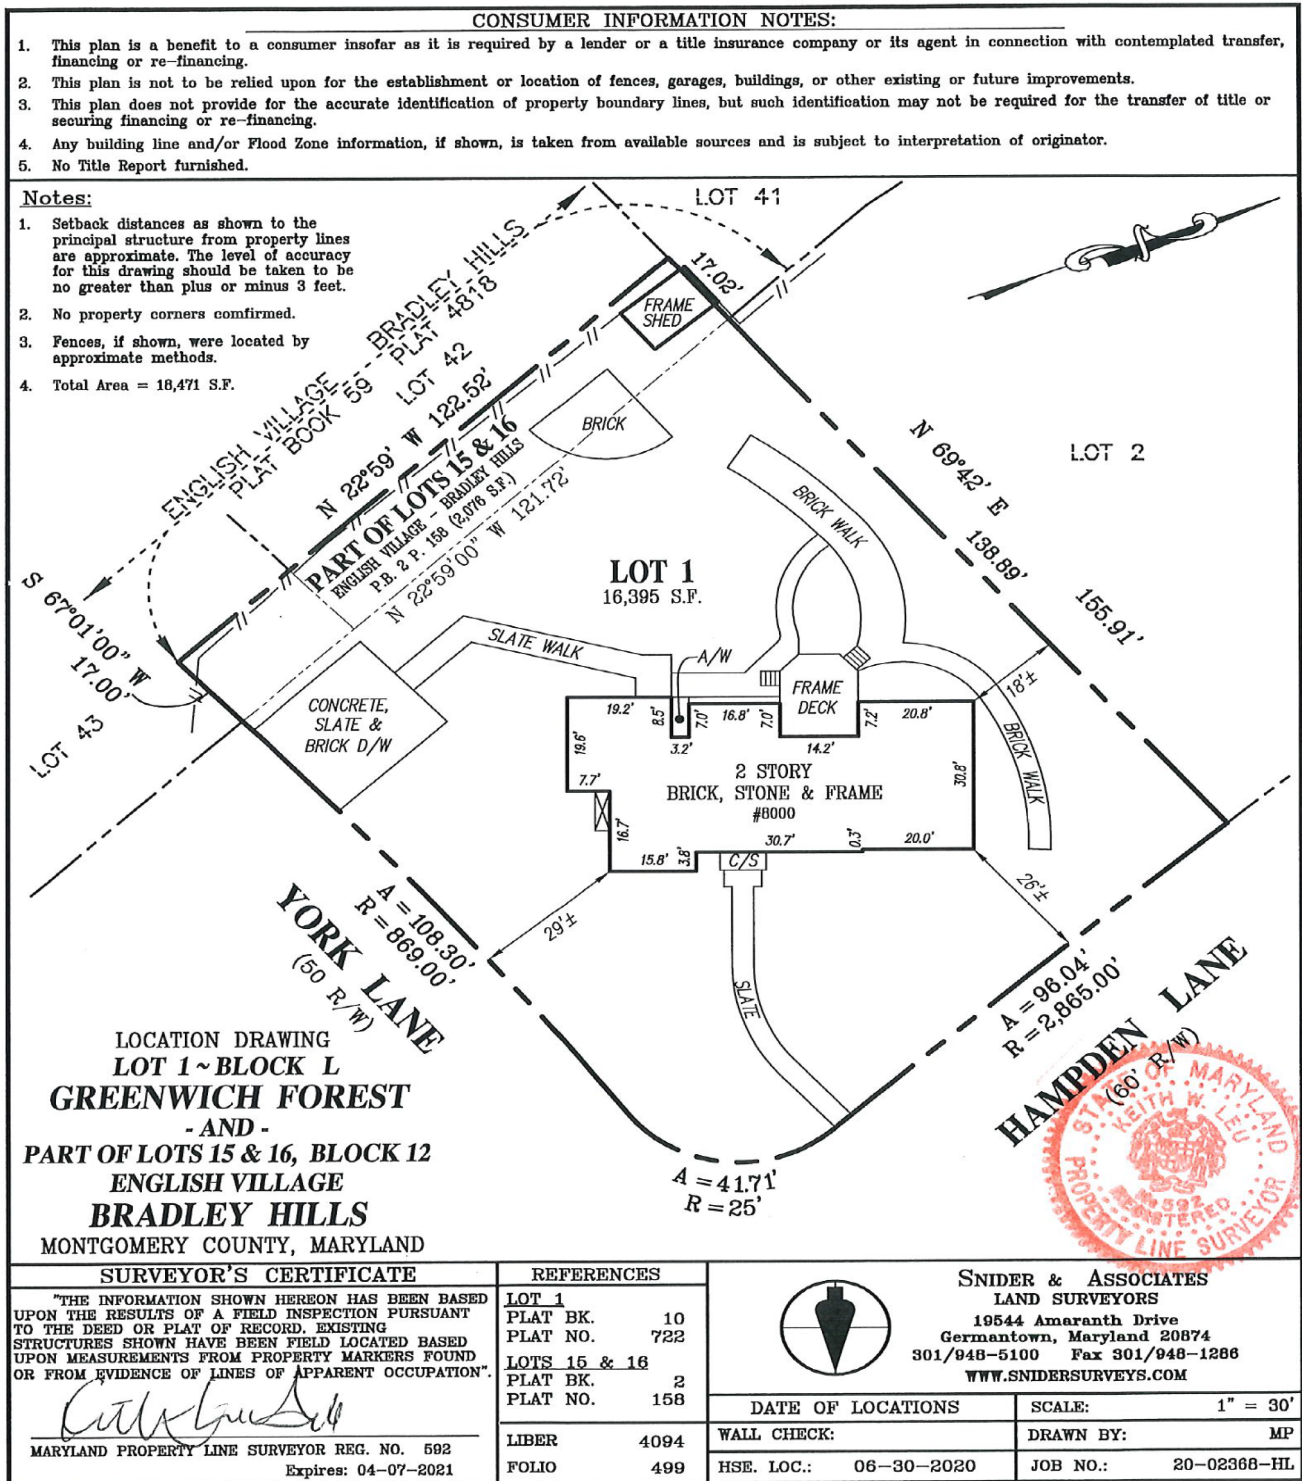 CONSUMER INFORMATION NOTES:
1. This plan is a benefit to a consumer insofar as it is required by a lender or a title insurance company or its agent in connection with contemplated transfer,
financing or re-financing.
2. This plan is not to be relied upon for the establishment or location of fences, garages, buildings, or other existing or future improvements.
3. This plan does not provide for the accurate identification of property boundary lines, but such identification may not be required for the transfer of title or
securing financing or re-financing.
4. Any building line and/or Flood Zone information, if shown, is taken from available sources and is subject to interpretation of originator.
5. No Title Report furnished.
Notes:
1. Setback distances as shown to the
principal structure from property lines
are approximate. The level of accuracy
for this drawing should be taken to be
no greater than plus or minus 3 feet.
2. No property corners comfirmed.
3. Fences, if shown, were located by
approximate methods.
4. Total Area = 18,471 S.F.
LOT 41
17.02'
FRAME
SHED
ENGLISH VILLAGE - BRADLEY HILLS
PLAT BOOK 59 PLAT 4818
LOT 42
N 22°59' W 122.52'
PART OF LOTS 15 & 16
ENGLISH VILLAGE - BRADLEY HILLS
P.B. 2 P. 158 (2,076 S.F.)
N 22°59'00" W 121.72'
BRICK
N 69°42' E
138.89'
155.91'
LOT 2
BRICK WALK
LOT 1
16,395 S.F.
S 67°01'00" W
17.00'
LOT 43
SLATE WALK
A/W
CONCRETE,
SLATE &
BRICK D/W
FRAME
DECK
18'±
BRICK WALK
19.2'
8.5'
7.0'
16.8'
7.0'
7.2'
20.8'
3.2'
14.2'
19.6'
7.7'
2 STORY
BRICK, STONE & FRAME
#8000
30.8'
16.7'
15.8'
3.8'
30.7'
0.3'
20.0'
C/S
29'±
26'±
SLATE
YORK LANE
(50 R/W)
A = 108.30'
R = 869.00'
A = 96.04'
R = 2,865.00'
HAMPDEN LANE
(60' R/W)
A = 41.71'
R = 25'
STATE OF MARYLAND
KEITH W. LEU
No 592
REGISTERED
PROPERTY LINE SURVEYOR
LOCATION DRAWING
LOT 1 ~ BLOCK L
GREENWICH FOREST
- AND -
PART OF LOTS 15 & 16, BLOCK 12
ENGLISH VILLAGE
BRADLEY HILLS
MONTGOMERY COUNTY, MARYLAND
SURVEYOR'S CERTIFICATE
"THE INFORMATION SHOWN HEREON HAS BEEN BASED
UPON THE RESULTS OF A FIELD INSPECTION PURSUANT
TO THE DEED OR PLAT OF RECORD. EXISTING
STRUCTURES SHOWN HAVE BEEN FIELD LOCATED BASED
UPON MEASUREMENTS FROM PROPERTY MARKERS FOUND
OR FROM EVIDENCE OF LINES OF APPARENT OCCUPATION".
MARYLAND PROPERTY LINE SURVEYOR REG. NO. 592
Expires: 04-07-2021
REFERENCES
LOT 1
PLAT BK. 10
PLAT NO. 722
LOTS 15 & 16
PLAT BK. 2
PLAT NO. 158
LIBER 4094
FOLIO 499
SNIDER & ASSOCIATES
LAND SURVEYORS
19544 Amaranth Drive
Germantown, Maryland 20874
301/948-5100 Fax 301/948-1286
WWW.SNIDERSURVEYS.COM
DATE OF LOCATIONS
SCALE: 1" = 30'
WALL CHECK:
DRAWN BY: MP
HSE. LOC.: 06-30-2020
JOB NO.: 20-02368-HL